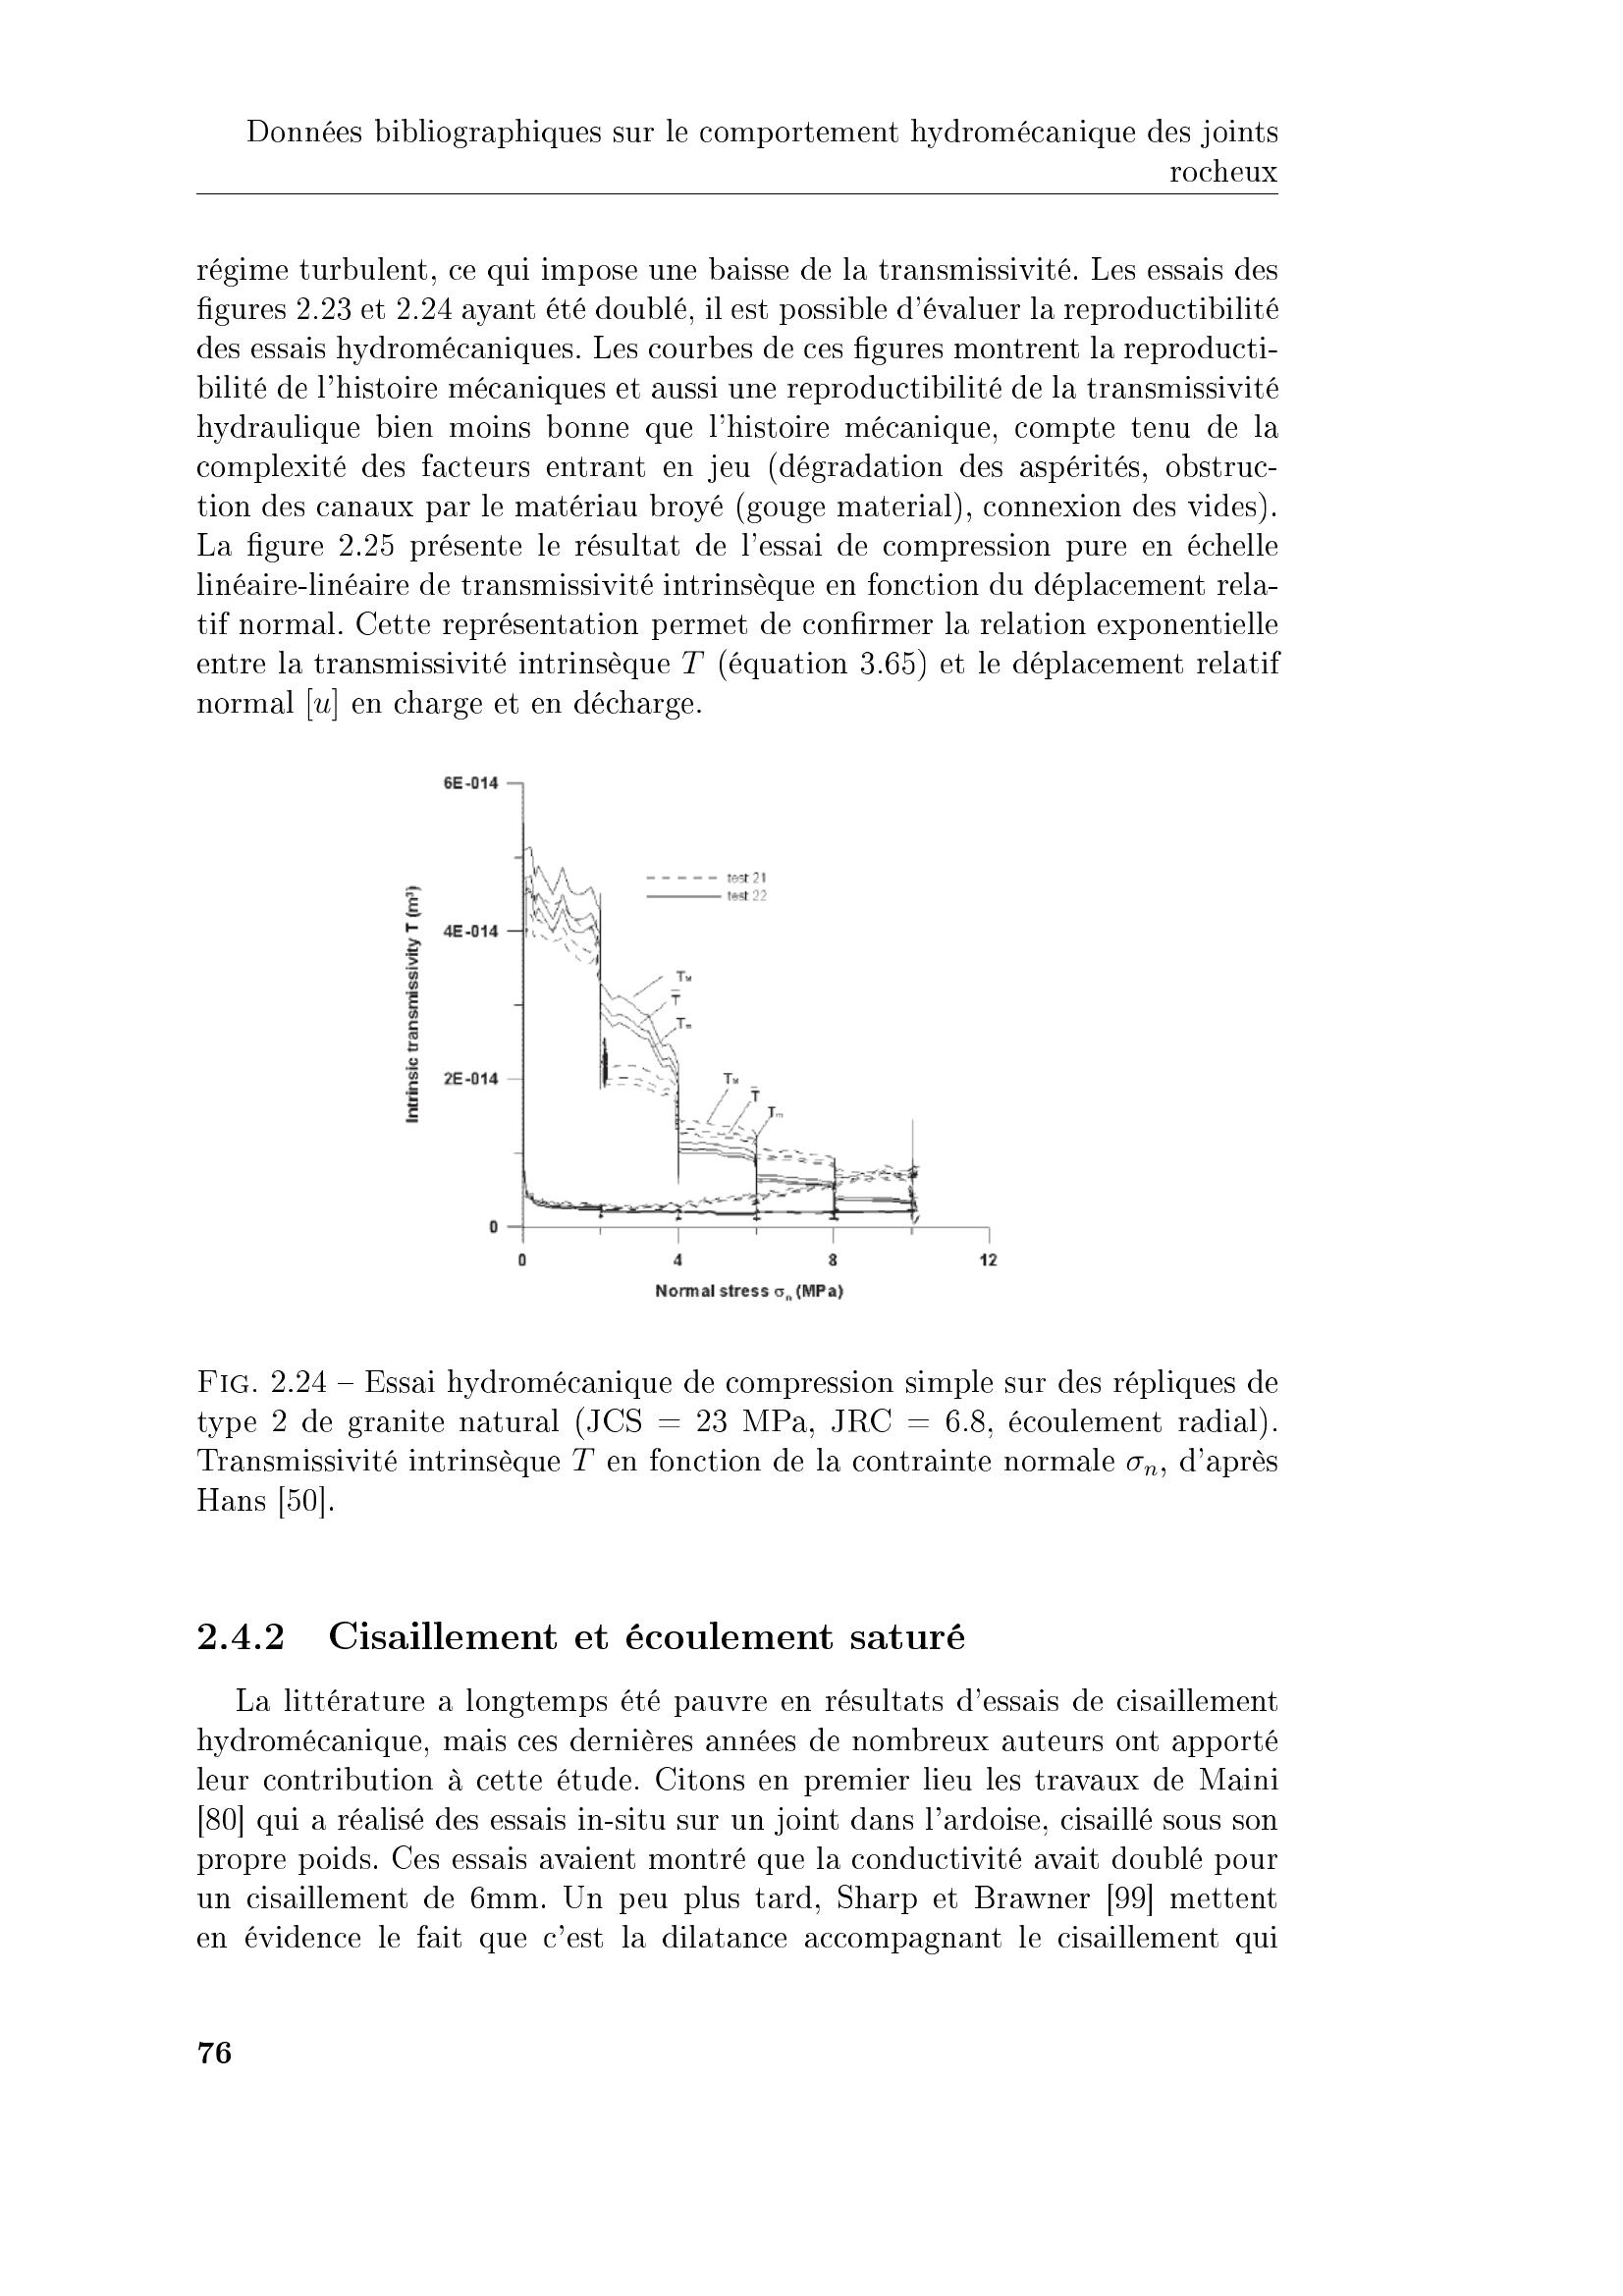 Données bibliographiques sur le comportement hydromécanique des joints
rocheux
régime turbulent, ce qui impose une baisse de la transmissivité. Les essais des
figures 2.23 et 2.24 ayant été doublé, il est possible d'évaluer la reproductibilité
des essais hydromécaniques. Les courbes de ces figures montrent la reproducti-
bilité de l'histoire mécaniques et aussi une reproductibilité de la transmissivité
hydraulique bien moins bonne que l'histoire mécanique, compte tenu de la
complexité des facteurs entrant en jeu (dégradation des aspérités, obstruc-
tion des canaux par le matériau broyé (gouge material), connexion des vides).
La figure 2.25 présente le résultat de l'essai de compression pure en échelle
linéaire-linéaire de transmissivité intrinsèque en fonction du déplacement rela-
tif normal. Cette représentation permet de confirmer la relation exponentielle
entre la transmissivité intrinsèque T (équation 3.65) et le déplacement relatif
normal [u] en charge et en décharge.
6E-014
test 21
test 22
Intrinsic transmissivity T (m³)
4E-014
T_M
T̄
T_m
2E-014
T_M
T̄
T_m
0
0 4 8 12
Normal stress σ_n (MPa)
FIG. 2.24 – Essai hydromécanique de compression simple sur des répliques de
type 2 de granite natural (JCS = 23 MPa, JRC = 6.8, écoulement radial).
Transmissivité intrinsèque T en fonction de la contrainte normale σ_n, d'après
Hans [50].
2.4.2 Cisaillement et écoulement saturé
La littérature a longtemps été pauvre en résultats d'essais de cisaillement
hydromécanique, mais ces dernières années de nombreux auteurs ont apporté
leur contribution à cette étude. Citons en premier lieu les travaux de Maini
[80] qui a réalisé des essais in-situ sur un joint dans l'ardoise, cisaillé sous son
propre poids. Ces essais avaient montré que la conductivité avait doublé pour
un cisaillement de 6mm. Un peu plus tard, Sharp et Brawner [99] mettent
en évidence le fait que c'est la dilatance accompagnant le cisaillement qui
76